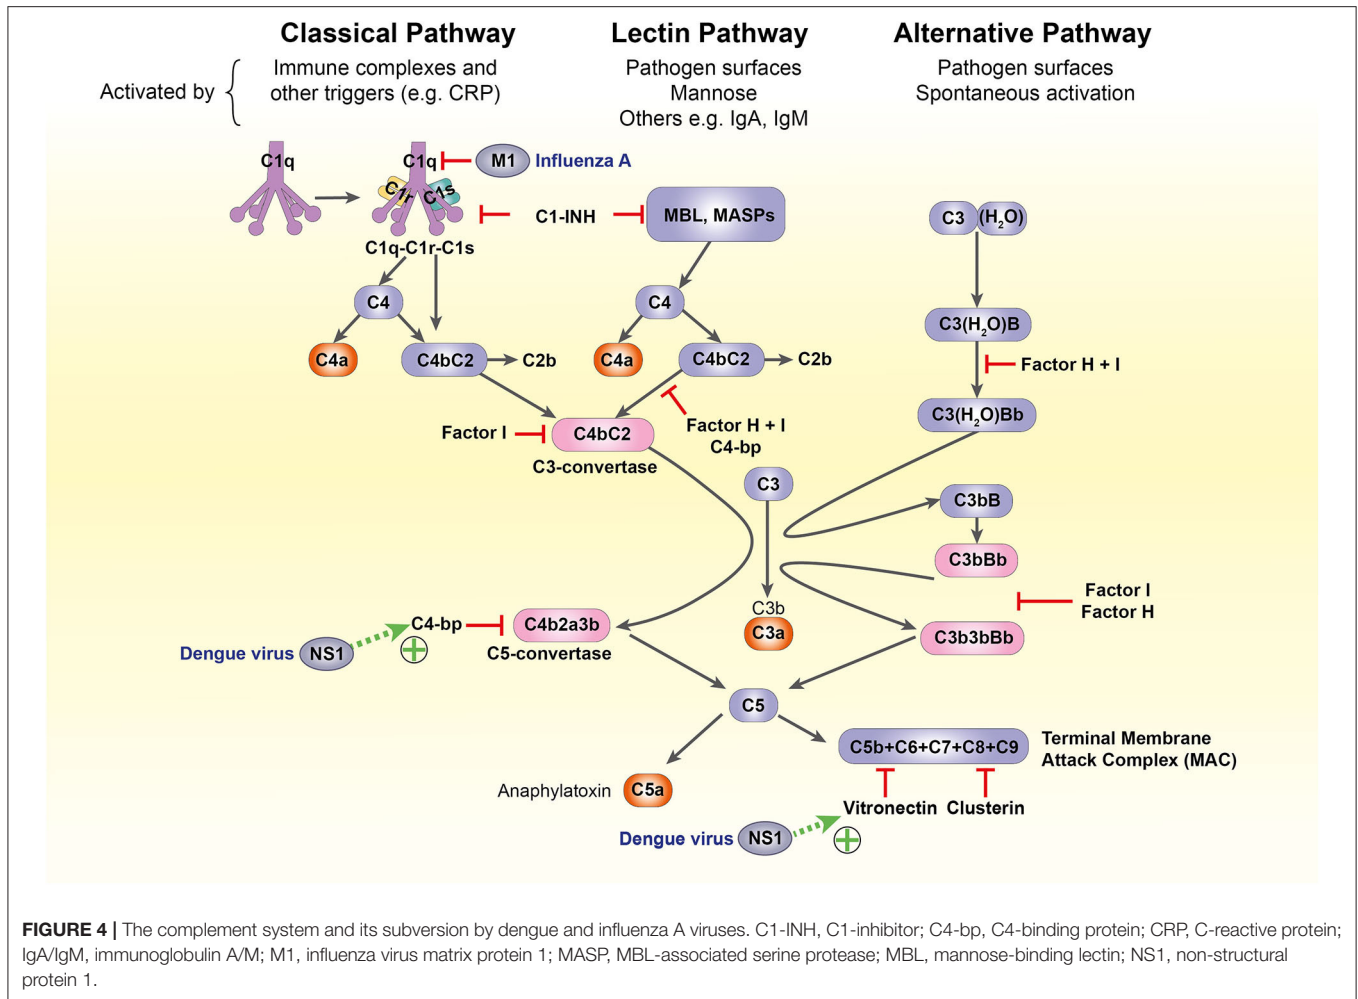 Classical Pathway
Lectin Pathway
Alternative Pathway
Activated by
Immune complexes and
other triggers (e.g. CRP)
Pathogen surfaces
Mannose
Others e.g. IgA, IgM
Pathogen surfaces
Spontaneous activation
C1q
C1q
M1
Influenza A
C1r
C1s
C1-INH
MBL, MASPs
C3
(H₂O)
C1q-C1r-C1s
C4
C4
C3(H₂O)B
C4a
C4bC2
C2b
C4a
C4bC2
C2b
Factor H + I
C3(H₂O)Bb
Factor I
C4bC2
C3-convertase
Factor H + I
C4-bp
C3
C3bB
C3bBb
Factor I
Factor H
C3b
C3a
C3b3bBb
C4-bp
C4b2a3b
C5-convertase
Dengue virus
NS1
C5
C5b+C6+C7+C8+C9
Terminal Membrane
Attack Complex (MAC)
Anaphylatoxin
C5a
Vitronectin
Clusterin
Dengue virus
NS1
FIGURE 4 | The complement system and its subversion by dengue and influenza A viruses. C1-INH, C1-inhibitor; C4-bp, C4-binding protein; CRP, C-reactive protein;
IgA/IgM, immunoglobulin A/M; M1, influenza virus matrix protein 1; MASP, MBL-associated serine protease; MBL, mannose-binding lectin; NS1, non-structural
protein 1.